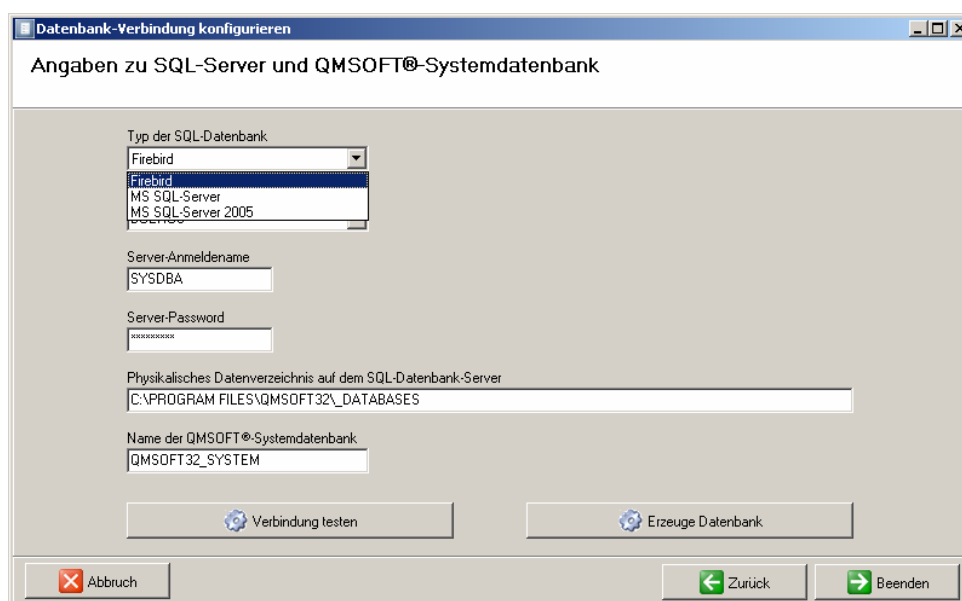 Datenbank-Verbindung konfigurieren
Angaben zu SQL-Server und QMSOFT®-Systemdatenbank
Typ der SQL-Datenbank
Firebird
Firebird
MS SQL-Server
MS SQL-Server 2005
Server-Anmeldename
SYSDBA
Server-Password
*********
Physikalisches Datenverzeichnis auf dem SQL-Datenbank-Server
C:\PROGRAM FILES\QMSOFT32\_DATABASES
Name der QMSOFT®-Systemdatenbank
QMSOFT32_SYSTEM
Verbindung testen
Erzeuge Datenbank
Abbruch
Zurück
Beenden